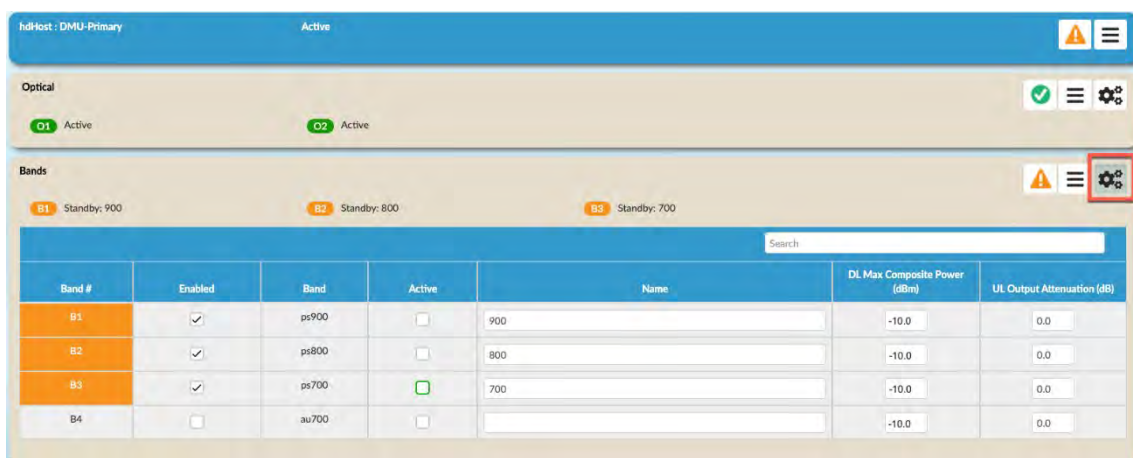 hdHost : DMU-Primary Active
Optical
O1 Active O2 Active
Bands
B1 Standby: 900 B2 Standby: 800 B3 Standby: 700
Search
Band # Enabled Band Active Name DL Max Composite Power (dBm) UL Output Attenuation (dB)
B1 ps900 900 -10.0 0.0
B2 ps800 800 -10.0 0.0
B3 ps700 700 -10.0 0.0
B4 au700 -10.0 0.0